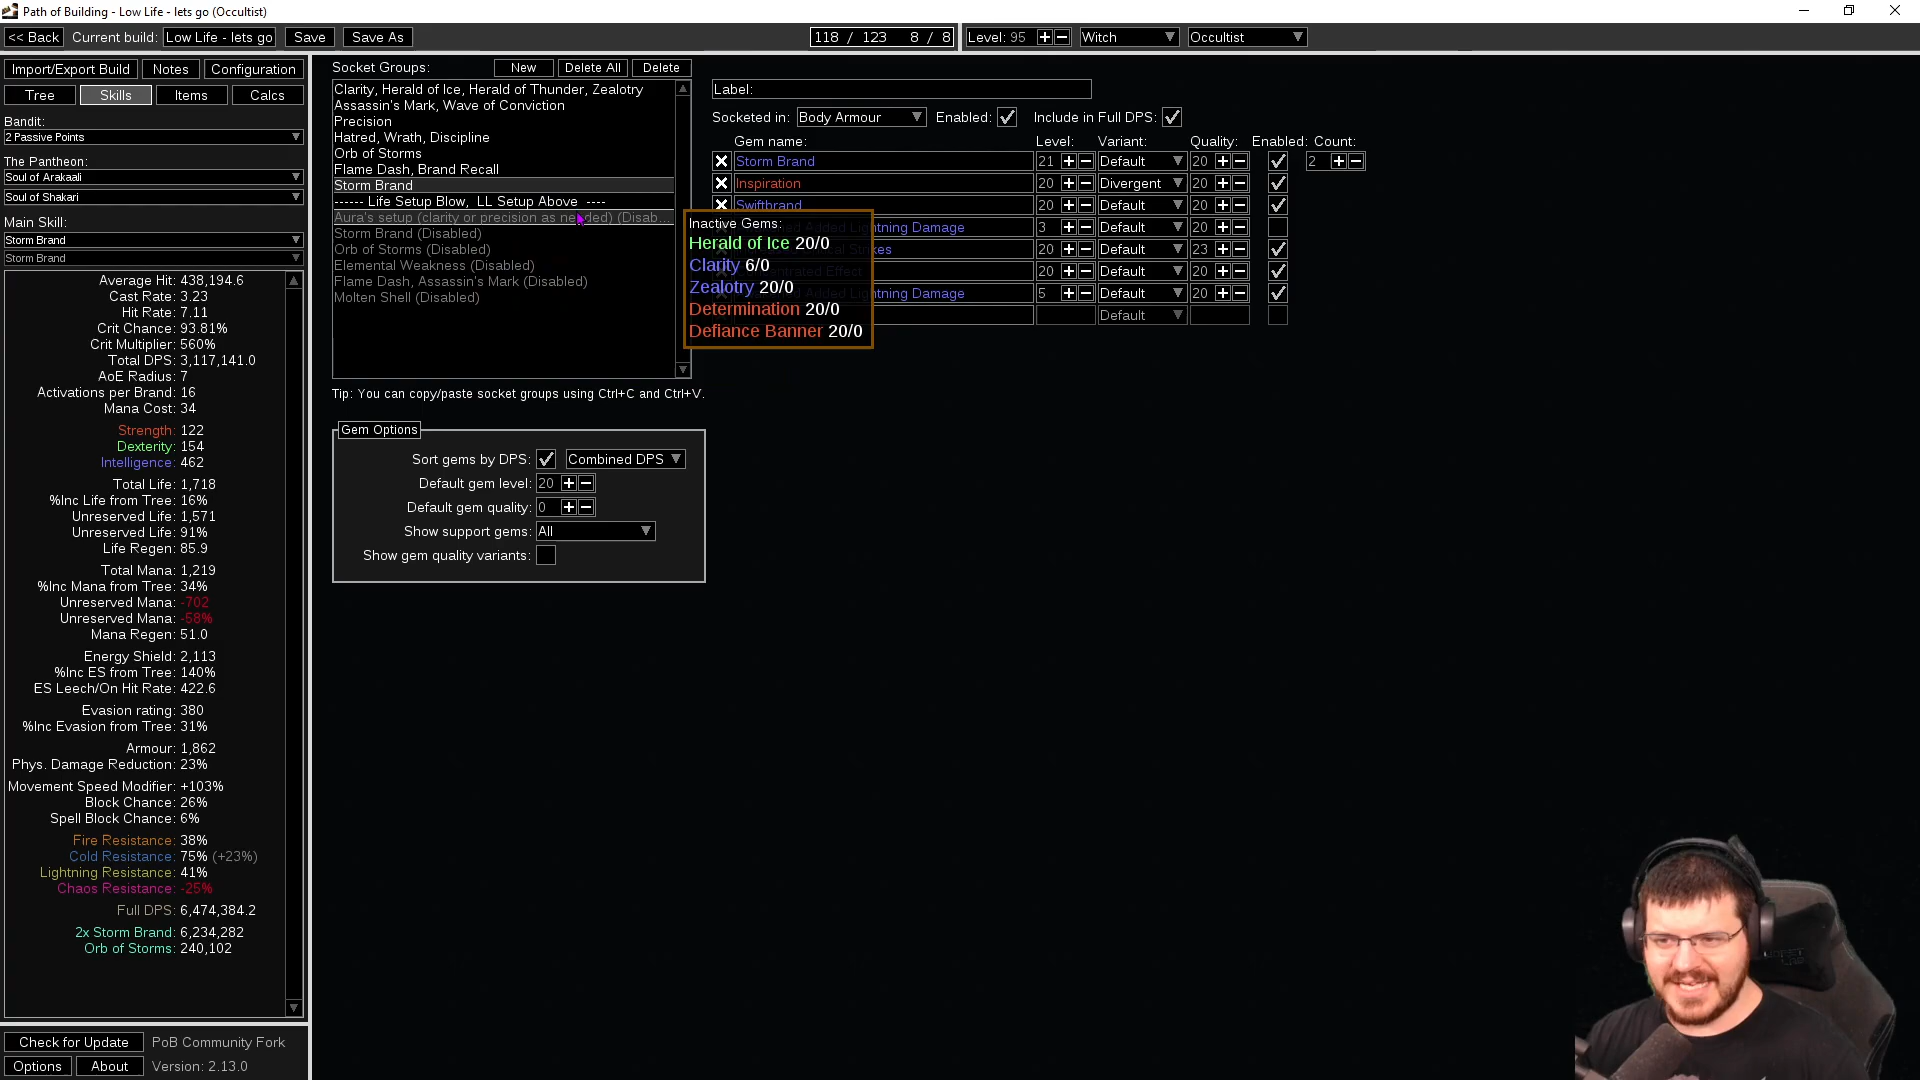 Path of Building - Low Life - lets go (Occultist)
<< Back Current build: Low Life - lets go Save Save As 118 / 123 8 / 8 Level: 95 + - Witch Occultist
Import/Export Build Notes Configuration
Tree Skills Items Calcs
Bandit:
2 Passive Points
The Pantheon:
Soul of Arakaali
Soul of Shakari
Main Skill:
Storm Brand
Storm Brand
Average Hit: 438,194.6
Cast Rate: 3.23
Hit Rate: 7.11
Crit Chance: 93.81%
Crit Multiplier: 560%
Total DPS: 3,117,141.0
AoE Radius: 7
Activations per Brand: 16
Mana Cost: 34
Strength: 122
Dexterity: 154
Intelligence: 462
Total Life: 1,718
%Inc Life from Tree: 16%
Unreserved Life: 1,571
Unreserved Life: 91%
Life Regen: 85.9
Total Mana: 1,219
%Inc Mana from Tree: 34%
Unreserved Mana: -702
Unreserved Mana: -58%
Mana Regen: 51.0
Energy Shield: 2,113
%Inc ES from Tree: 140%
ES Leech/On Hit Rate: 422.6
Evasion rating: 380
%Inc Evasion from Tree: 31%
Armour: 1,862
Phys. Damage Reduction: 23%
Movement Speed Modifier: +103%
Block Chance: 26%
Spell Block Chance: 6%
Fire Resistance: 38%
Cold Resistance: 75% (+23%)
Lightning Resistance: 41%
Chaos Resistance: -25%
Full DPS: 6,474,384.2
2x Storm Brand: 6,234,282
Orb of Storms: 240,102
Check for Update PoB Community Fork
Options About Version: 2.13.0
Socket Groups: New Delete All Delete
Clarity, Herald of Ice, Herald of Thunder, Zealotry
Assassin's Mark, Wave of Conviction
Precision
Hatred, Wrath, Discipline
Orb of Storms
Flame Dash, Brand Recall
Storm Brand
------ Life Setup Blow, LL Setup Above ----
Aura's setup (clarity or precision as needed) (Disab...
Storm Brand (Disabled)
Orb of Storms (Disabled)
Elemental Weakness (Disabled)
Flame Dash, Assassin's Mark (Disabled)
Molten Shell (Disabled)
Tip: You can copy/paste socket groups using Ctrl+C and Ctrl+V.
Gem Options
Sort gems by DPS: Combined DPS
Default gem level: 20 + -
Default gem quality: 0 + -
Show support gems: All
Show gem quality variants:
Label:
Socketed in: Body Armour Enabled: Include in Full DPS:
Gem name: Level: Variant: Quality: Enabled: Count:
Storm Brand 21 + - Default 20 + - 2 + -
Inspiration 20 + - Divergent 20 + -
Swiftbrand 20 + - Default 20 + -
Added Lightning Damage 3 + - Default 20 + -
20 + - Default 23 + -
Effect 20 + - Default 20 + -
Added Lightning Damage 5 + - Default 20 + -
Default
Inactive Gems:
Herald of Ice 20/0
Clarity 6/0
Zealotry 20/0
Determination 20/0
Defiance Banner 20/0